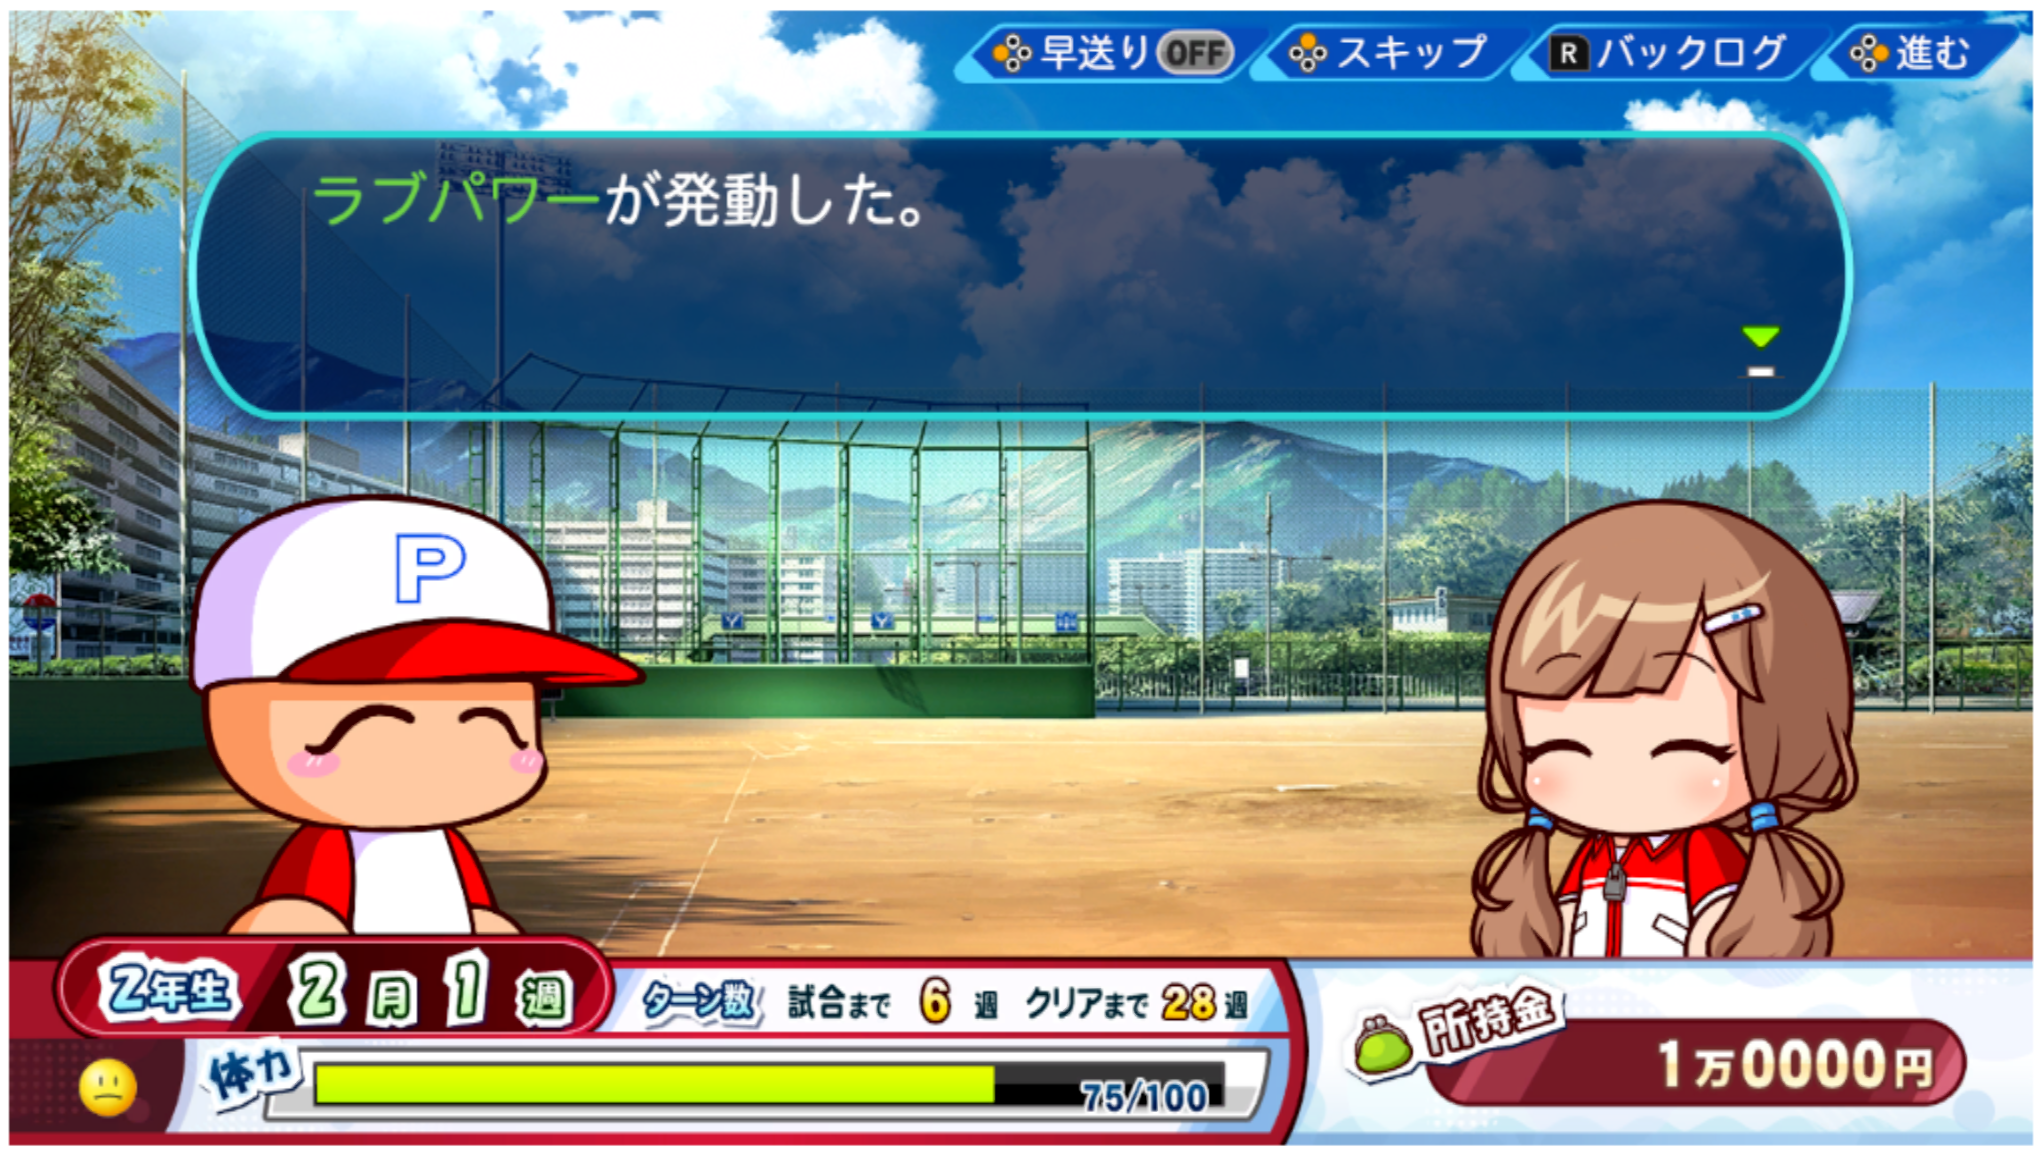 早送り OFF スキップ R バックログ 進む
ラブパワーが発動した。
P
2年生 2月1週 ターン数 試合まで 6 週 クリアまで 28 週
体力 75/100
所持金
1万0000円